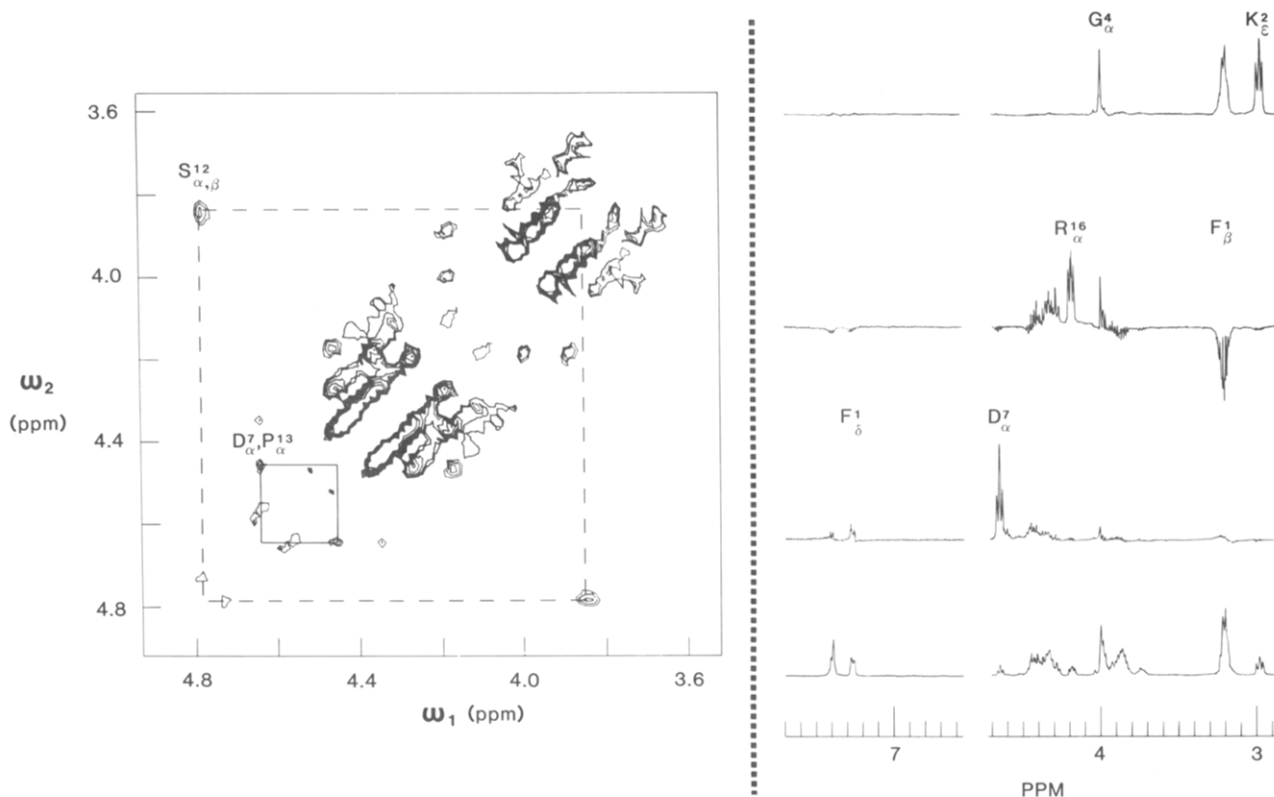 3.6
S¹²α,β
4.0
ω₂
(ppm)
4.4
D⁷α,P¹³α
4.8
4.8 4.4 4.0 3.6
ω₁ (ppm)
G⁴α K²ε
R¹⁶α F¹β
F¹δ D⁷α
7 4 3
PPM